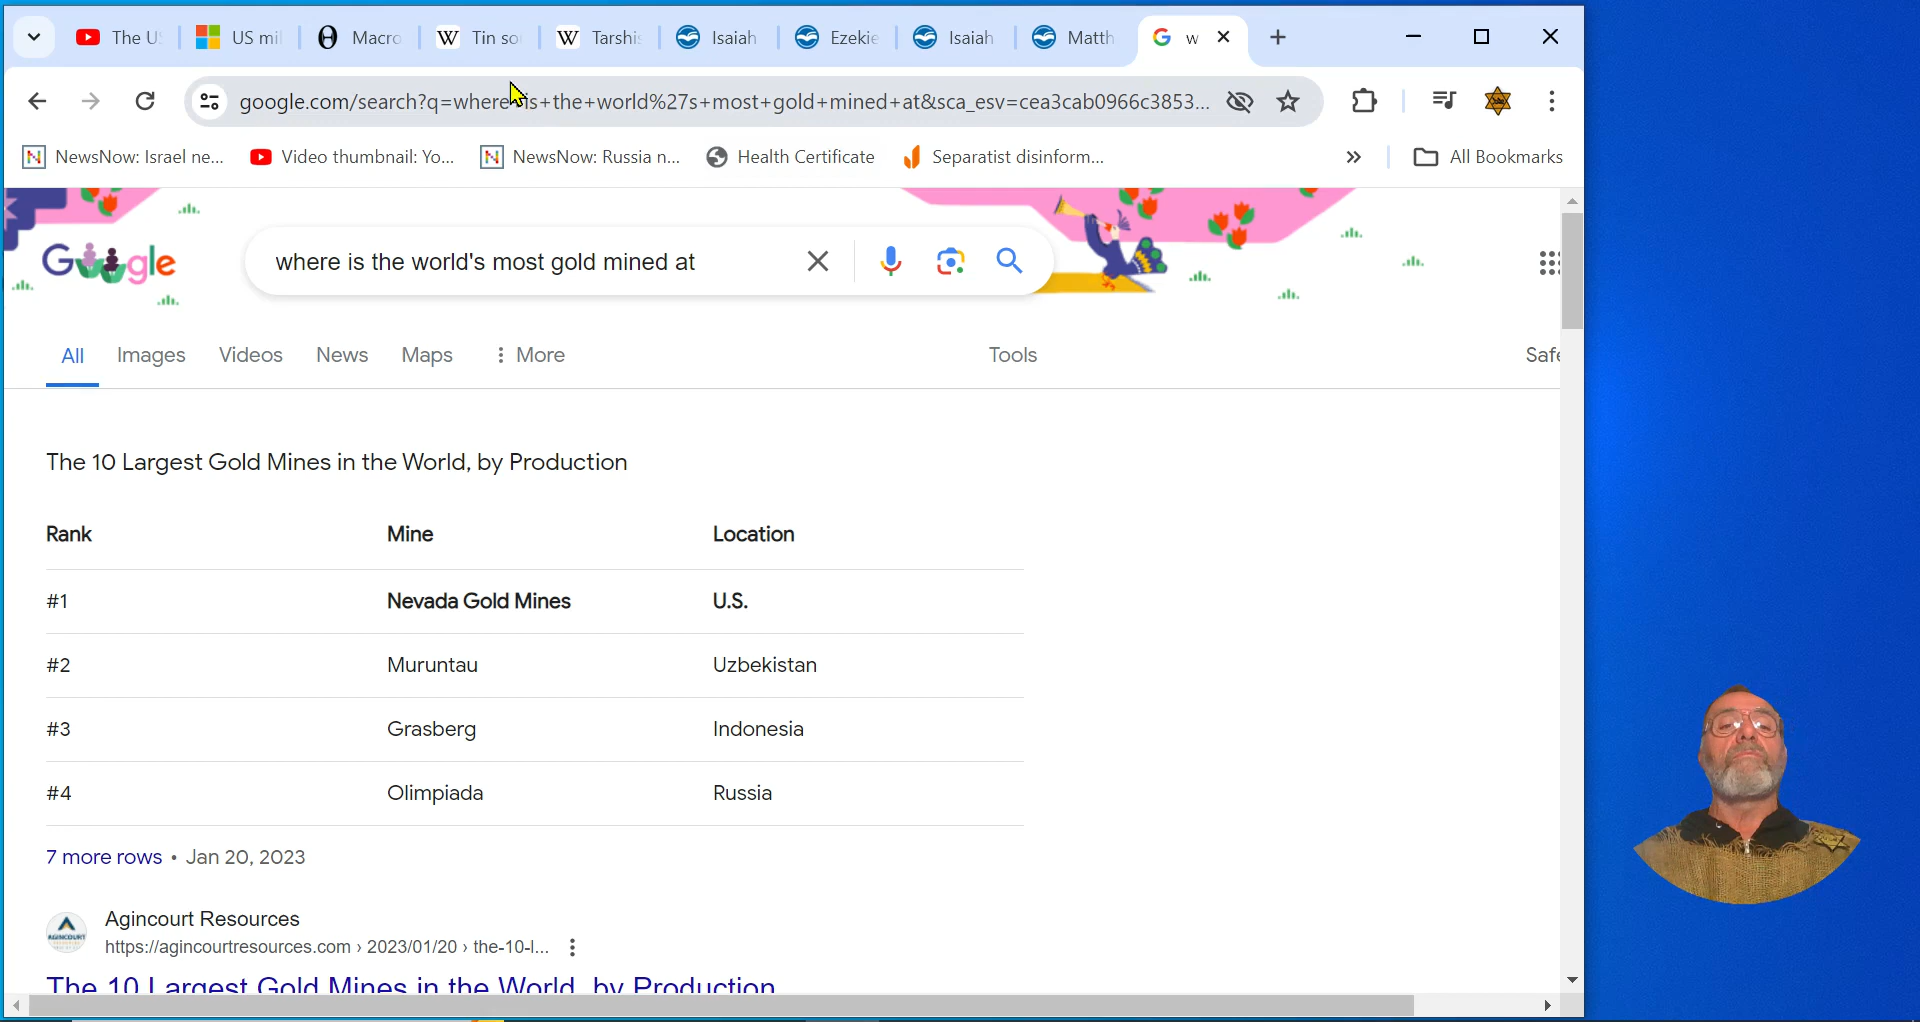 The U
US mil
Macro
Tin so
Tarshis
Isaiah
Ezekie
Isaiah
Matth
w
google.com/search?q=where+is+the+world%27s+most+gold+mined+at&sca_esv=cea3cab0966c3853...
NewsNow: Israel ne...
Video thumbnail: Yo...
NewsNow: Russia n...
Health Certificate
Separatist disinform...
All Bookmarks
Google
where is the world's most gold mined at
All Images Videos News Maps More Tools Safe
The 10 Largest Gold Mines in the World, by Production
Rank Mine Location
#1 Nevada Gold Mines U.S.
#2 Muruntau Uzbekistan
#3 Grasberg Indonesia
#4 Olimpiada Russia
7 more rows • Jan 20, 2023
Agincourt Resources
AGINCOURT
https://agincourtresources.com › 2023/01/20 › the-10-l...
The 10 Largest Gold Mines in the World, by Production